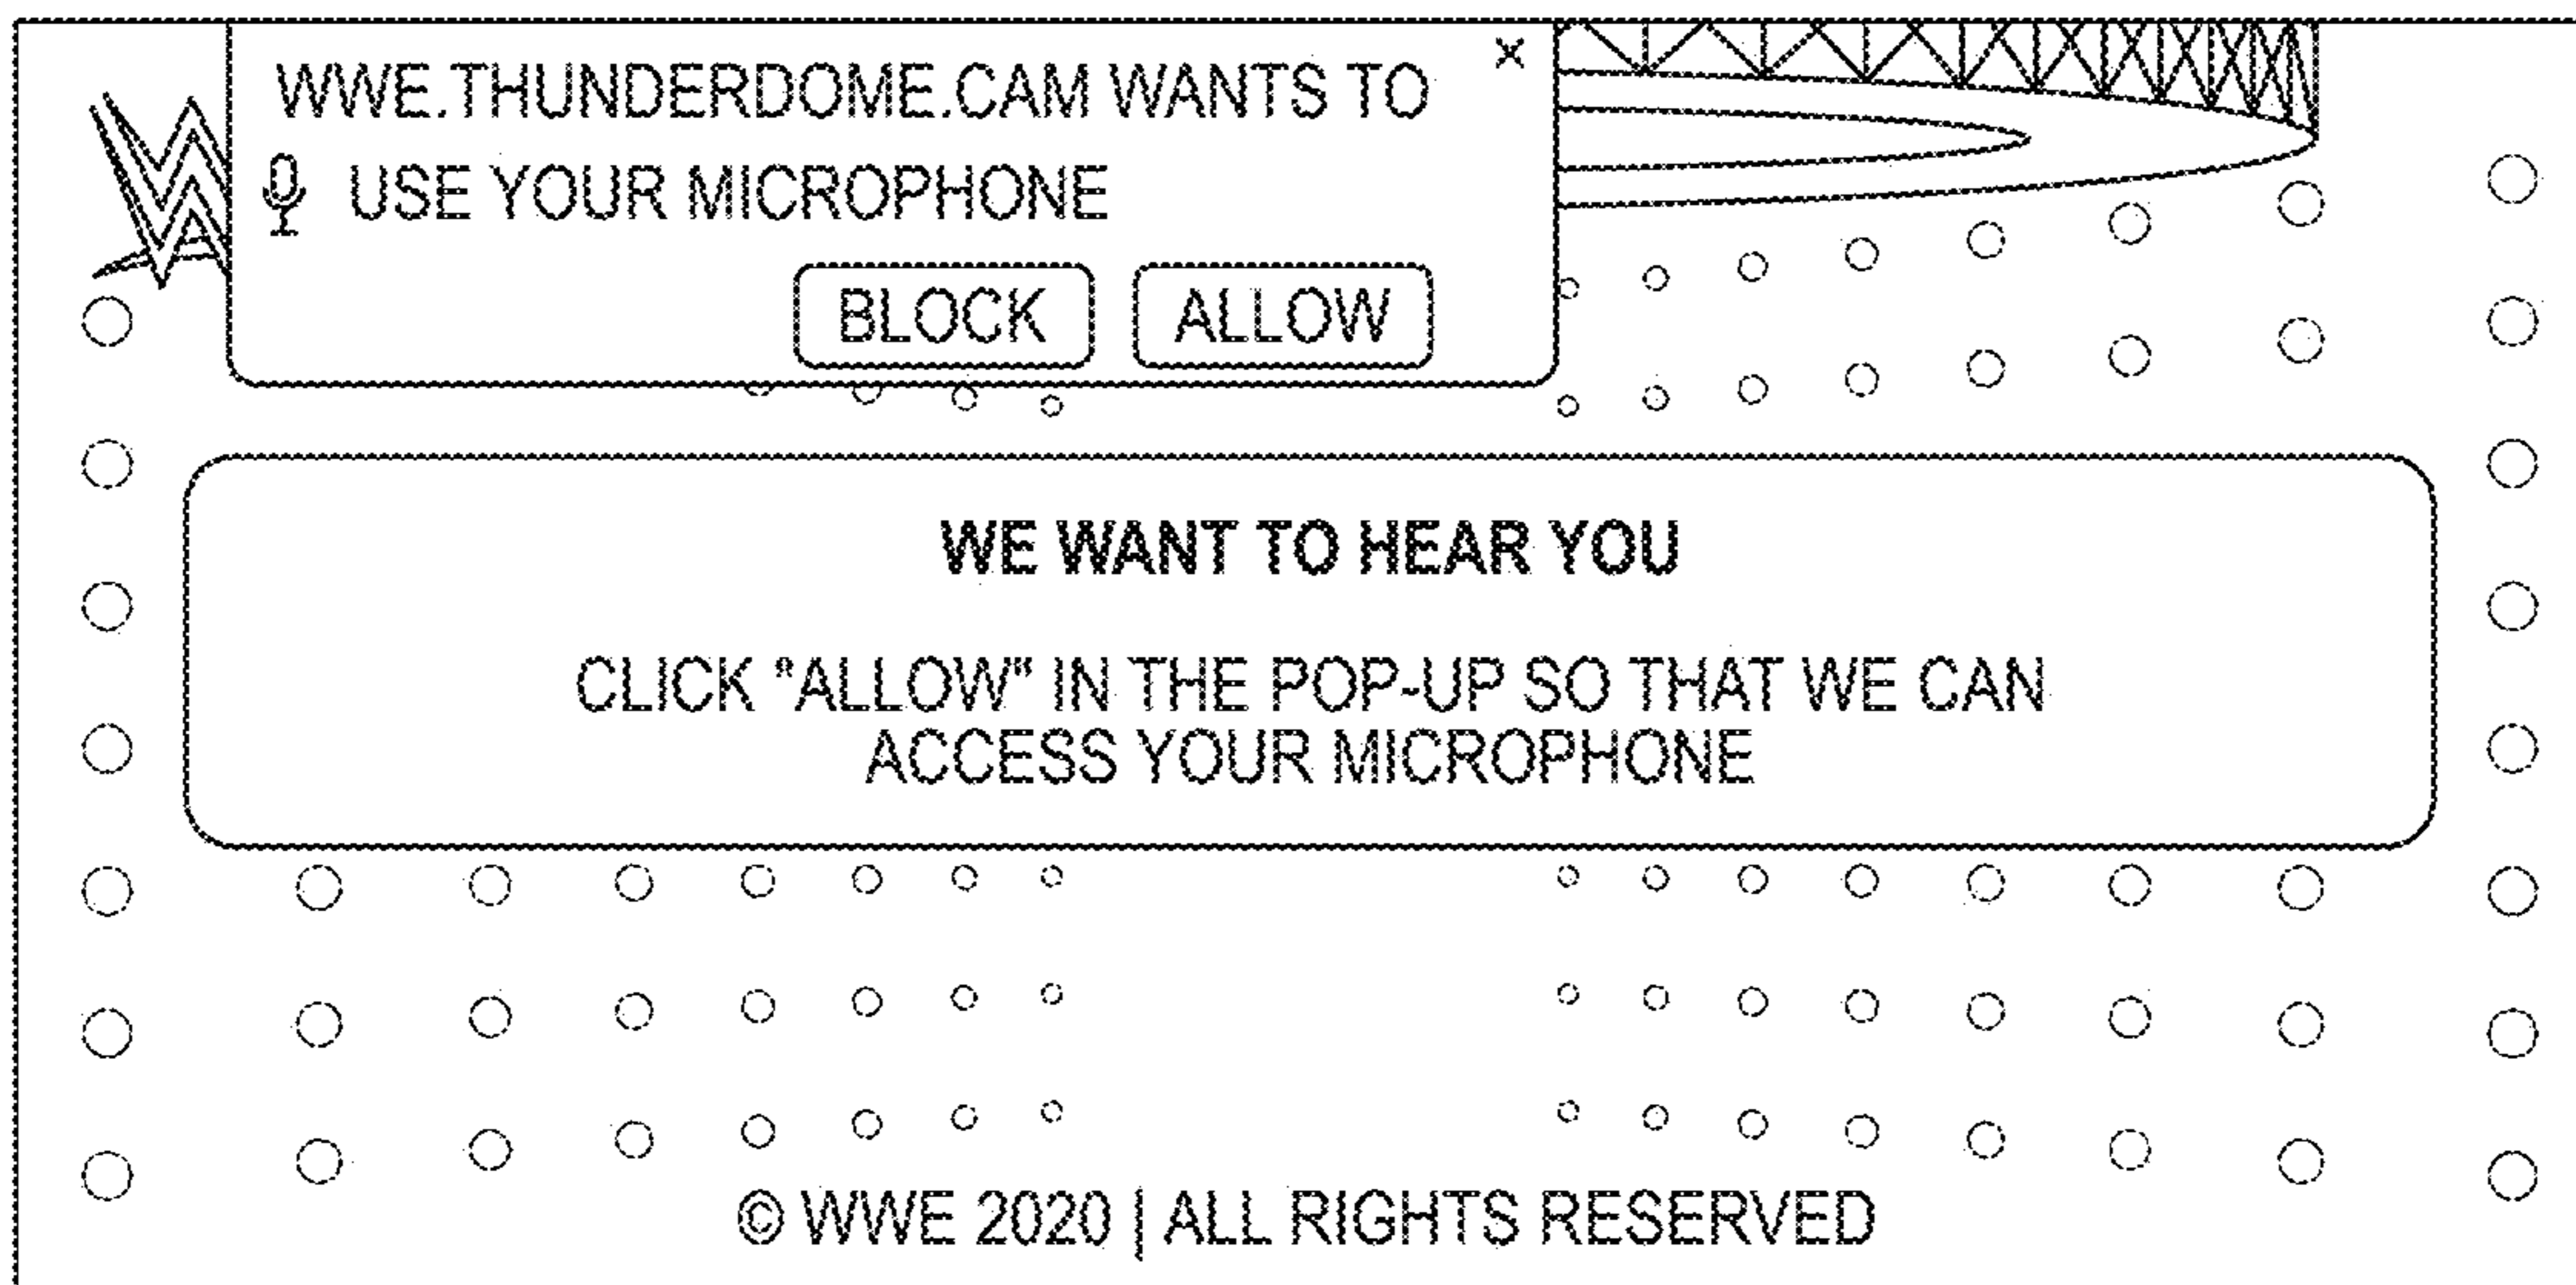 WWE.THUNDERDOME.CAM WANTS TO
×
USE YOUR MICROPHONE
BLOCK ALLOW
WE WANT TO HEAR YOU
CLICK "ALLOW" IN THE POP-UP SO THAT WE CAN
ACCESS YOUR MICROPHONE
© WWE 2020 | ALL RIGHTS RESERVED